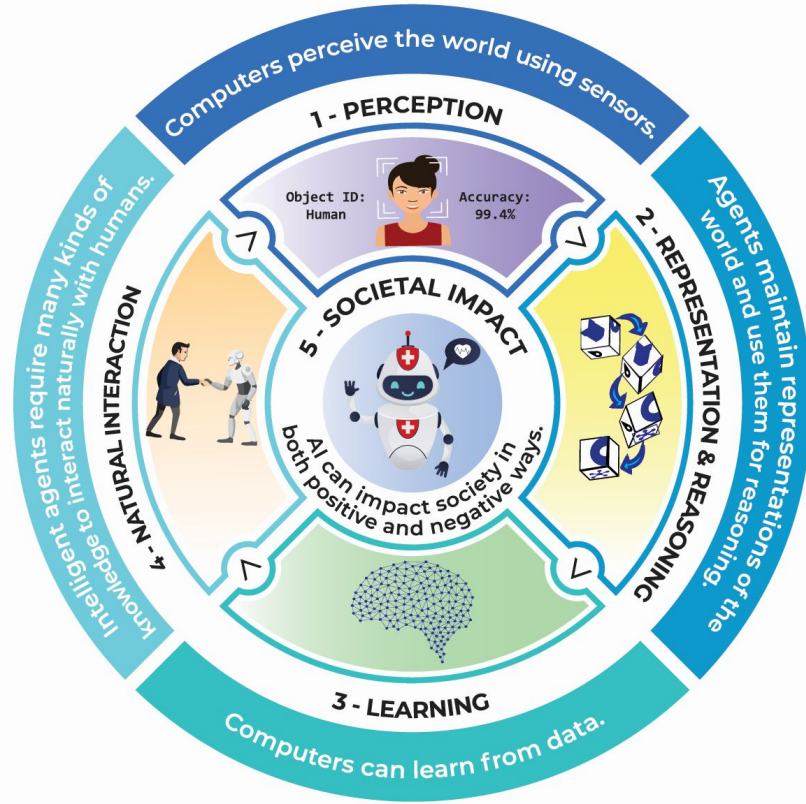 Computers perceive the world using sensors.
1 - PERCEPTION
Object ID:
Human
Accuracy:
99.4%
Agents maintain representations of the
world and use them for reasoning.
2 - REPRESENTATION & REASONING
3 - LEARNING
Computers can learn from data.
Intelligent agents require many kinds of
knowledge to interact naturally with humans.
4 - NATURAL INTERACTION
5 - SOCIETAL IMPACT
AI can impact society in
both positive and negative ways.